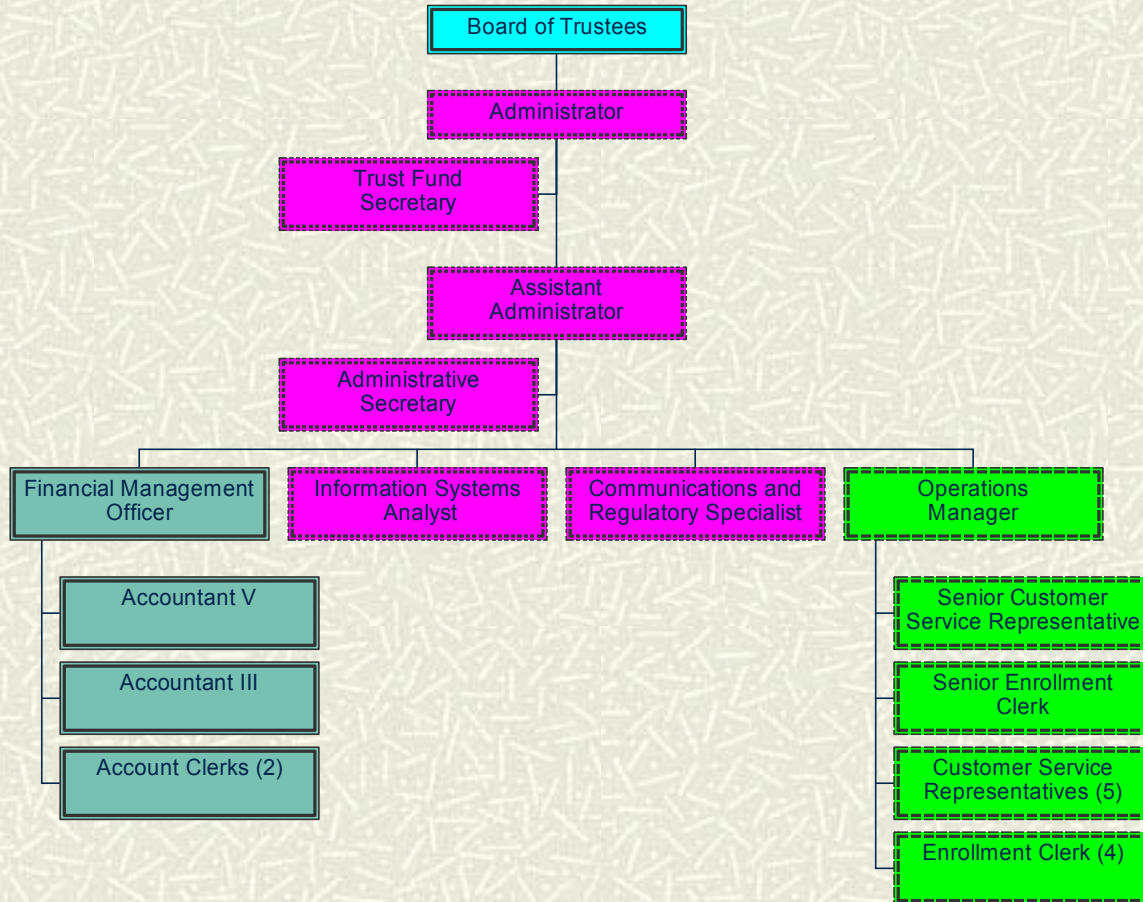 Board of Trustees
Administrator
Trust Fund
Secretary
Assistant
Administrator
Administrative
Secretary
Financial Management
Officer
Information Systems
Analyst
Communications and
Regulatory Specialist
Operations
Manager
Accountant V
Accountant III
Account Clerks (2)
Senior Customer
Service Representative
Senior Enrollment
Clerk
Customer Service
Representatives (5)
Enrollment Clerk (4)